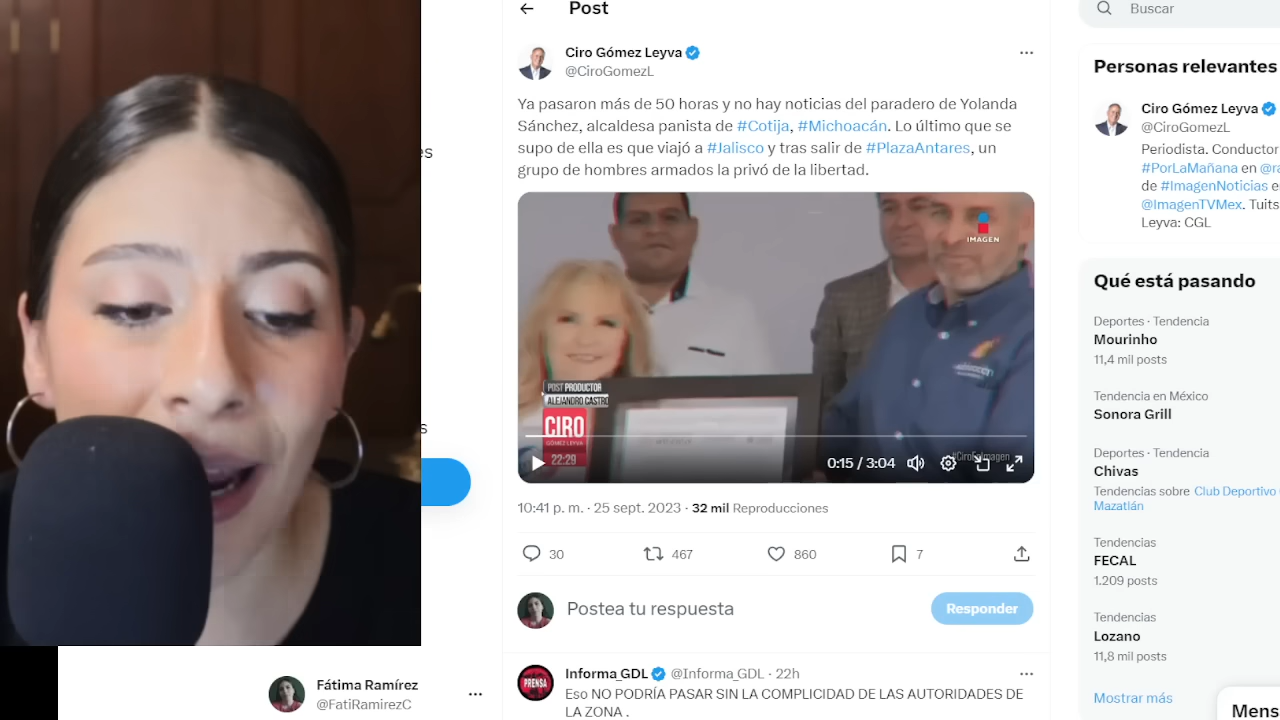 Post
Buscar
Ciro Gómez Leyva
@CiroGomezL
Ya pasaron más de 50 horas y no hay noticias del paradero de Yolanda
Sánchez, alcaldesa panista de #Cotija, #Michoacán. Lo último que se
supo de ella es que viajó a #Jalisco y tras salir de #PlazaAntares, un
grupo de hombres armados la privó de la libertad.
IMAGEN
POST PRODUCTOR
ALEJANDRO CASTRO
CIRO
GÓMEZ LEYVA
22:29
#CiroEnImagen
0:15 / 3:04
10:41 p. m. · 25 sept. 2023 · 32 mil Reproducciones
30
467
860
7
Postea tu respuesta
Responder
Informa_GDL @Informa_GDL · 22h
PRENSA
Eso NO PODRÍA PASAR SIN LA COMPLICIDAD DE LAS AUTORIDADES DE
LA ZONA .
Personas relevantes
Ciro Gómez Leyva
@CiroGomezL
Periodista. Conductor
#PorLaMañana en @ra
de #ImagenNoticias e
@ImagenTVMex. Tuits
Leyva: CGL
Qué está pasando
Deportes · Tendencia
Mourinho
11,4 mil posts
Tendencia en México
Sonora Grill
Deportes · Tendencia
Chivas
Tendencias sobre Club Deportivo
Mazatlán
Tendencias
FECAL
1.209 posts
Tendencias
Lozano
11,8 mil posts
Mostrar más
Mens
es
s
Fátima Ramírez
@FatiRamirezC